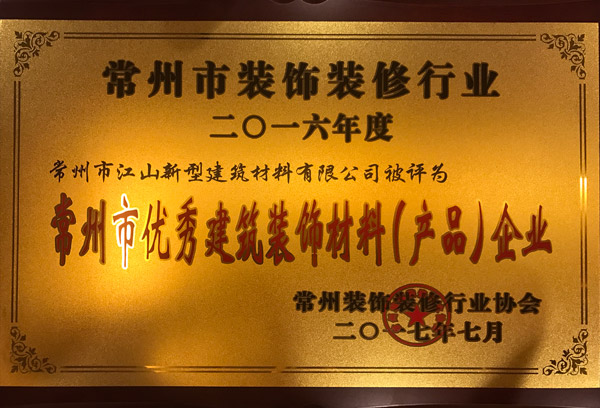 常州市装饰装修行业
二〇一六年度
常州市江山新型建筑材料有限公司被评为
常州市优秀建筑装饰材料(产品)企业
常州装饰装修行业协会
二〇一七年七月